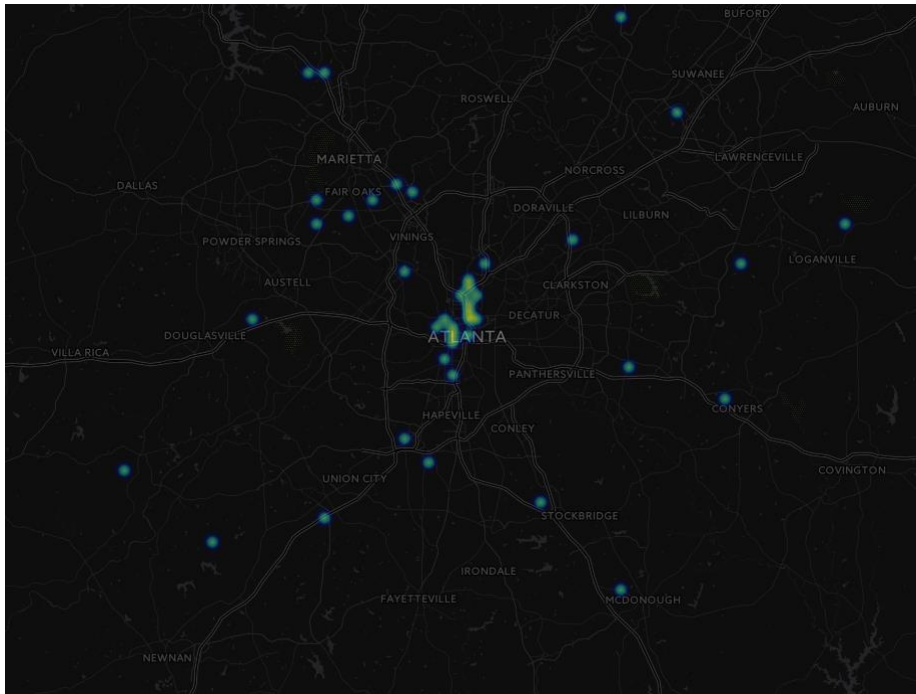 BUFORD
SUWANEE
ROSWELL
AUBURN
MARIETTA
LAWRENCEVILLE
NORCROSS
DALLAS
FAIR OAKS
DORAVILLE
LILBURN
VININGS
POWDER SPRINGS
LOGANVILLE
AUSTELL
CLARKSTON
DECATUR
DOUGLASVILLE
ATLANTA
VILLA RICA
PANTHERSVILLE
CONYERS
HAPEVILLE
CONLEY
COVINGTON
UNION CITY
STOCKBRIDGE
IRONDALE
FAYETTEVILLE
MCDONOUGH
NEWNAN